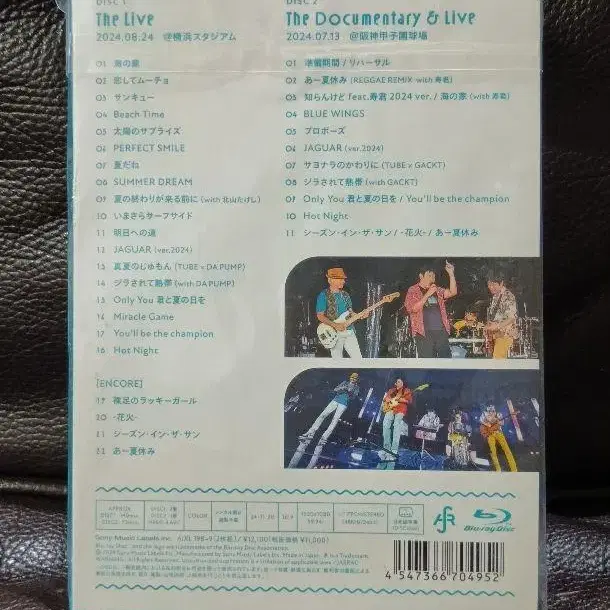 DISC 1
The Live
2024.08.24 @横浜スタジアム
01 海の家
02 恋してムーチョ
03 サンキュー
04 Beach Time
05 太陽のサプライズ
06 PERFECT SMILE
07 夏だね
08 SUMMER DREAM
09 夏の終わりが来る前に (with 北山たけし)
10 いまさらサーフサイド
11 明日への道
12 JAGUAR (ver.2024)
13 真夏のじゅもん (TUBE × DA PUMP)
14 ジラされて熱帯 (with DA PUMP)
15 Only You 君と夏の日を
16 Miracle Game
17 You'll be the champion
18 Hot Night
[ENCORE]
19 裸足のラッキーガール
20 -花火-
21 シーズン・イン・ザ・サン
22 あー夏休み
DISC 2
The Documentary & Live
2024.07.13 @阪神甲子園球場
01 準備期間 / リハーサル
02 あー夏休み (REGGAE REMIX with 寿君)
03 知らんけど feat.寿君 2024 ver. / 海の家 (with 寿君)
04 BLUE WINGS
05 プロポーズ
06 JAGUAR (ver.2024)
07 サヨナラのかわりに (TUBE × GACKT)
08 ジラされて熱帯 (with GACKT)
09 Only You 君と夏の日を / You'll be the champion
10 Hot Night
11 シーズン・イン・ザ・サン / -花火- / あー夏休み
COLOR
Blu-ray Disc
4 547366 704952